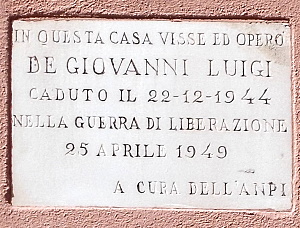 IN QUESTA CASA VISSE ED OPERÒ
DE GIOVANNI LUIGI
CADUTO IL 22-12-1944
NELLA GUERRA DI LIBERAZIONE
25 APRILE 1949
A CURA DELL'ANPI